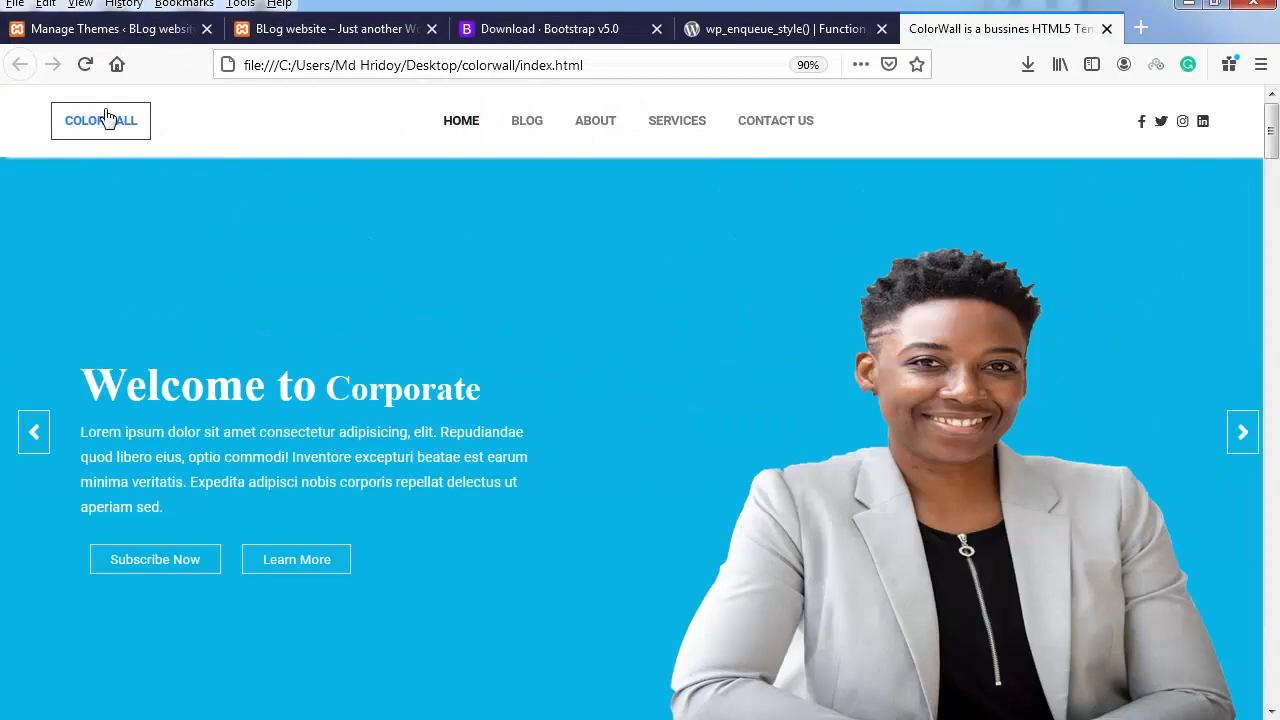 File Edit View History Bookmarks Tools Help
Manage Themes ‹ BLog websit
BLog website – Just another W
Download · Bootstrap v5.0
wp_enqueue_style() | Function |
ColorWall is a bussines HTML5 Tem
file:///C:/Users/Md Hridoy/Desktop/colorwall/index.html
90%
COLORWALL
HOME BLOG ABOUT SERVICES CONTACT US
Welcome to Corporate
Lorem ipsum dolor sit amet consectetur adipisicing, elit. Repudiandae
quod libero eius, optio commodi! Inventore excepturi beatae est earum
minima veritatis. Expedita adipisci nobis corporis repellat delectus ut
aperiam sed.
Subscribe Now
Learn More